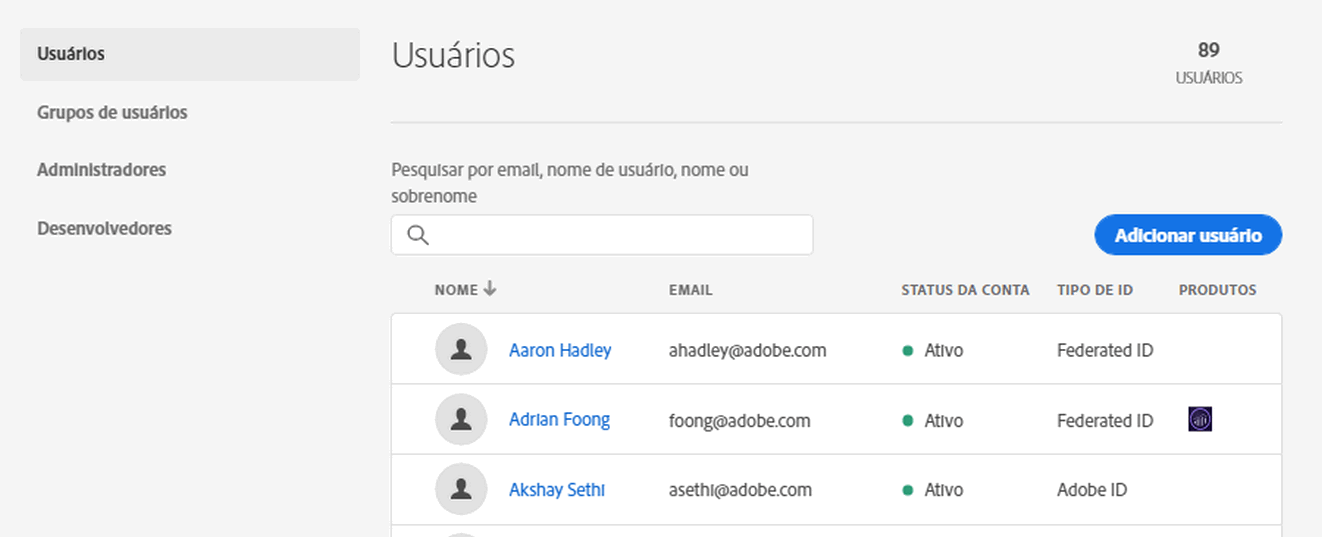 Usuários
Grupos de usuários
Administradores
Desenvolvedores
Usuários
89
USUÁRIOS
Pesquisar por email, nome de usuário, nome ou
sobrenome
Adicionar usuário
NOME EMAIL STATUS DA CONTA TIPO DE ID PRODUTOS
Aaron Hadley ahadley@adobe.com Ativo Federated ID
Adrian Foong foong@adobe.com Ativo Federated ID
Akshay Sethi asethi@adobe.com Ativo Adobe ID